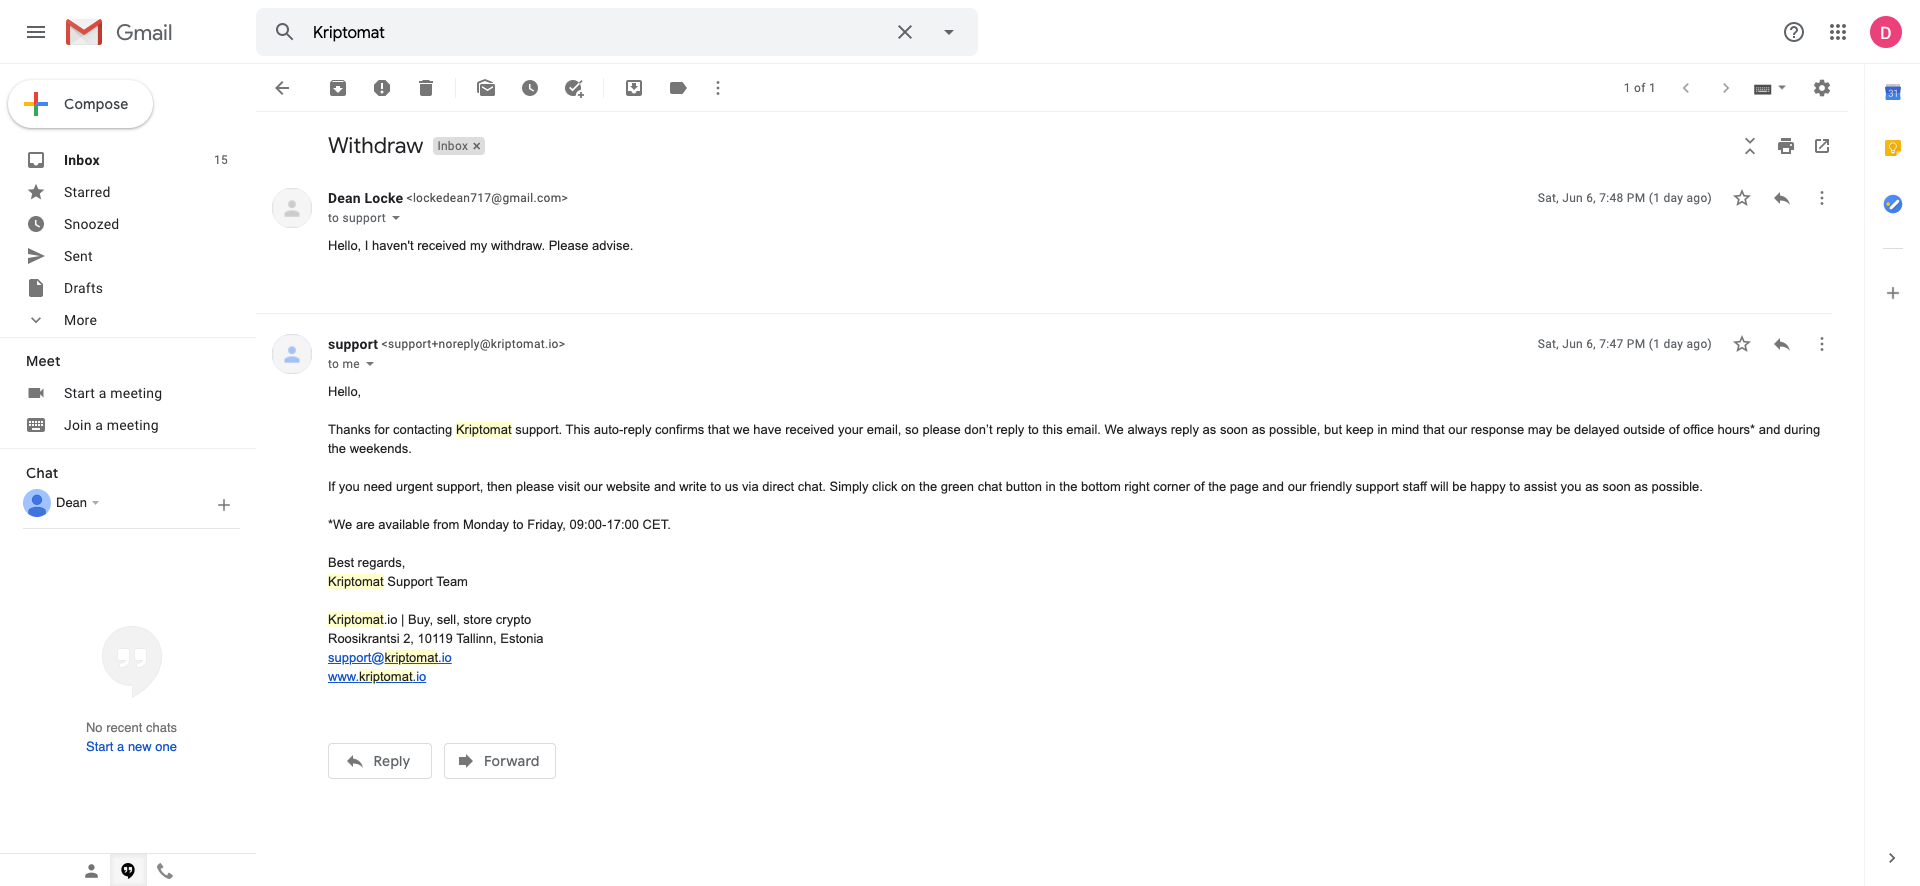 Gmail
Kriptomat
D
Compose
1 of 1
31
Inbox 15
Starred
Snoozed
Sent
Drafts
More
Meet
Start a meeting
Join a meeting
Chat
Dean
No recent chats
Start a new one
Withdraw Inbox ×
Dean Locke <lockedean717@gmail.com> Sat, Jun 6, 7:48 PM (1 day ago)
to support
Hello, I haven't received my withdraw. Please advise.
support <support+noreply@kriptomat.io> Sat, Jun 6, 7:47 PM (1 day ago)
to me
Hello,
Thanks for contacting Kriptomat support. This auto-reply confirms that we have received your email, so please don’t reply to this email. We always reply as soon as possible, but keep in mind that our response may be delayed outside of office hours* and during
the weekends.
If you need urgent support, then please visit our website and write to us via direct chat. Simply click on the green chat button in the bottom right corner of the page and our friendly support staff will be happy to assist you as soon as possible.
*We are available from Monday to Friday, 09:00-17:00 CET.
Best regards,
Kriptomat Support Team
Kriptomat.io | Buy, sell, store crypto
Roosikrantsi 2, 10119 Tallinn, Estonia
support@kriptomat.io
www.kriptomat.io
Reply
Forward